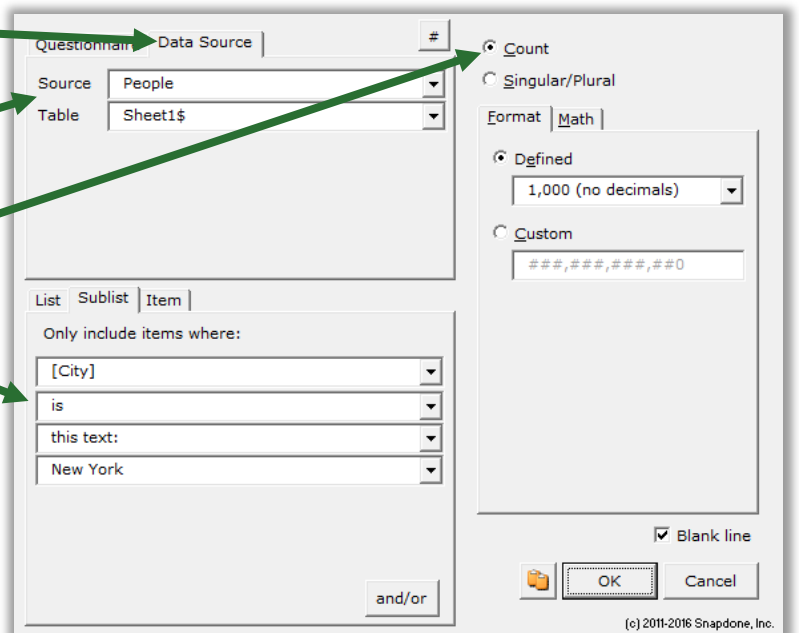 Questionnaire
Data Source
#
Source
People
Table
Sheet1$
List
Sublist
Item
Only include items where:
[City]
is
this text:
New York
and/or
Count
Singular/Plural
Format
Math
Defined
1,000 (no decimals)
Custom
###,###,###,##0
Blank line
OK
Cancel
(c) 2011-2016 Snapdone, Inc.